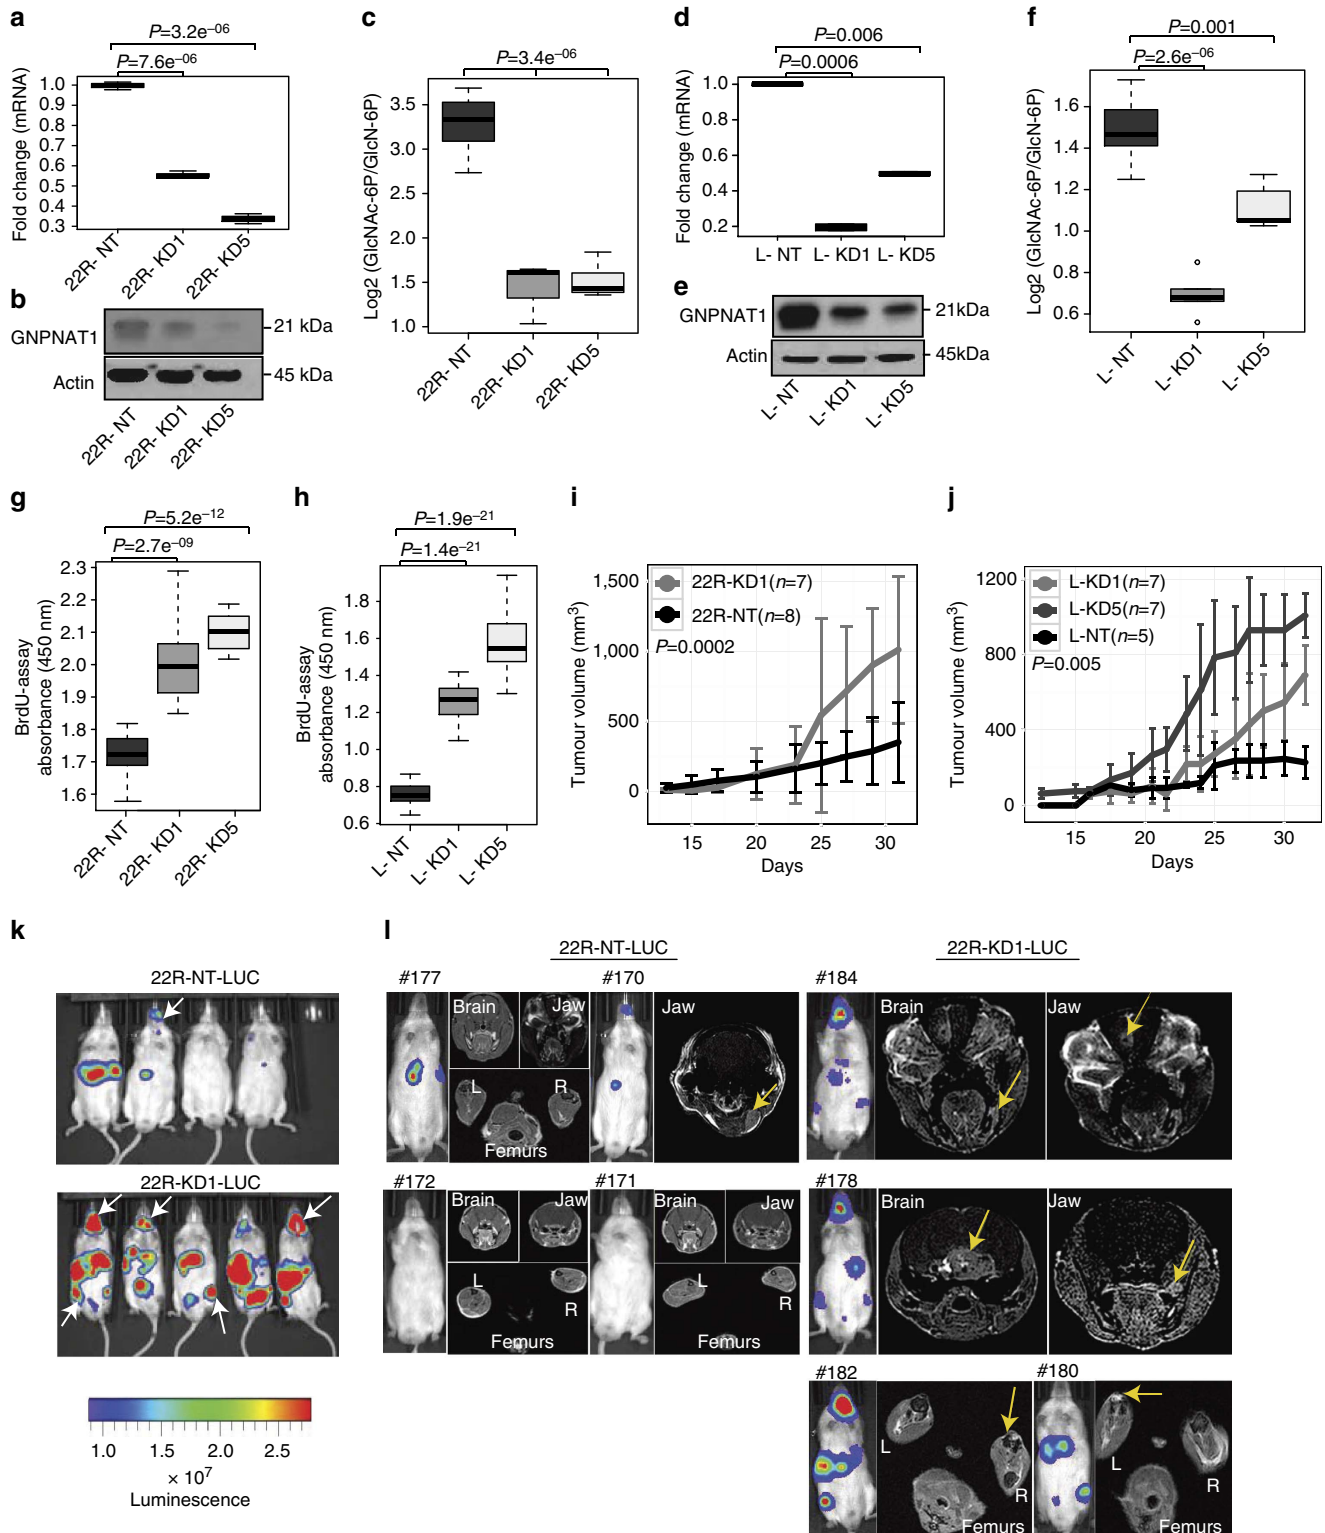 a
P=3.2e–06
P=7.6e–06
Fold change (mRNA)
1.0
0.9
0.8
0.7
0.6
0.5
0.4
0.3
22R- NT
22R- KD1
22R- KD5
b
GNPNAT1
21 kDa
Actin
45 kDa
22R- NT
22R- KD1
22R- KD5
c
P=3.4e–06
Log2 (GlcNAc-6P/GlcN-6P)
3.5
3.0
2.5
2.0
1.5
1.0
22R- NT
22R- KD1
22R- KD5
d
P=0.006
P=0.0006
Fold change (mRNA)
1.0
0.8
0.6
0.4
0.2
L- NT
L- KD1
L- KD5
e
GNPNAT1
21kDa
Actin
45kDa
L- NT
L- KD1
L- KD5
f
P=0.001
P=2.6e–06
Log2 (GlcNAc-6P/GlcN-6P)
1.6
1.4
1.2
1.0
0.8
0.6
L- NT
L- KD1
L- KD5
g
P=5.2e–12
P=2.7e–09
BrdU-assay
absorbance (450 nm)
2.3
2.2
2.1
2.0
1.9
1.8
1.7
1.6
22R- NT
22R- KD1
22R- KD5
h
P=1.9e–21
P=1.4e–21
BrdU-assay
absorbance (450 nm)
1.8
1.6
1.4
1.2
1.0
0.8
0.6
L- NT
L- KD1
L- KD5
i
22R-KD1(n=7)
22R-NT(n=8)
P=0.0002
Tumour volume (mm3)
1,500
1,000
500
0
15
20
25
30
Days
j
L-KD1(n=7)
L-KD5(n=7)
L-NT(n=5)
P=0.005
Tumour volume (mm3)
1200
800
400
0
15
20
25
30
Days
k
22R-NT-LUC
22R-KD1-LUC
1.0
1.5
2.0
2.5
× 107
Luminescence
l
22R-NT-LUC
22R-KD1-LUC
#177
Brain
Jaw
L
R
Femurs
#170
Jaw
#184
Brain
Jaw
#172
Brain
Jaw
L
R
Femurs
#171
Brain
Jaw
L
R
Femurs
#178
Brain
Jaw
#182
L
R
Femurs
#180
L
R
Femurs